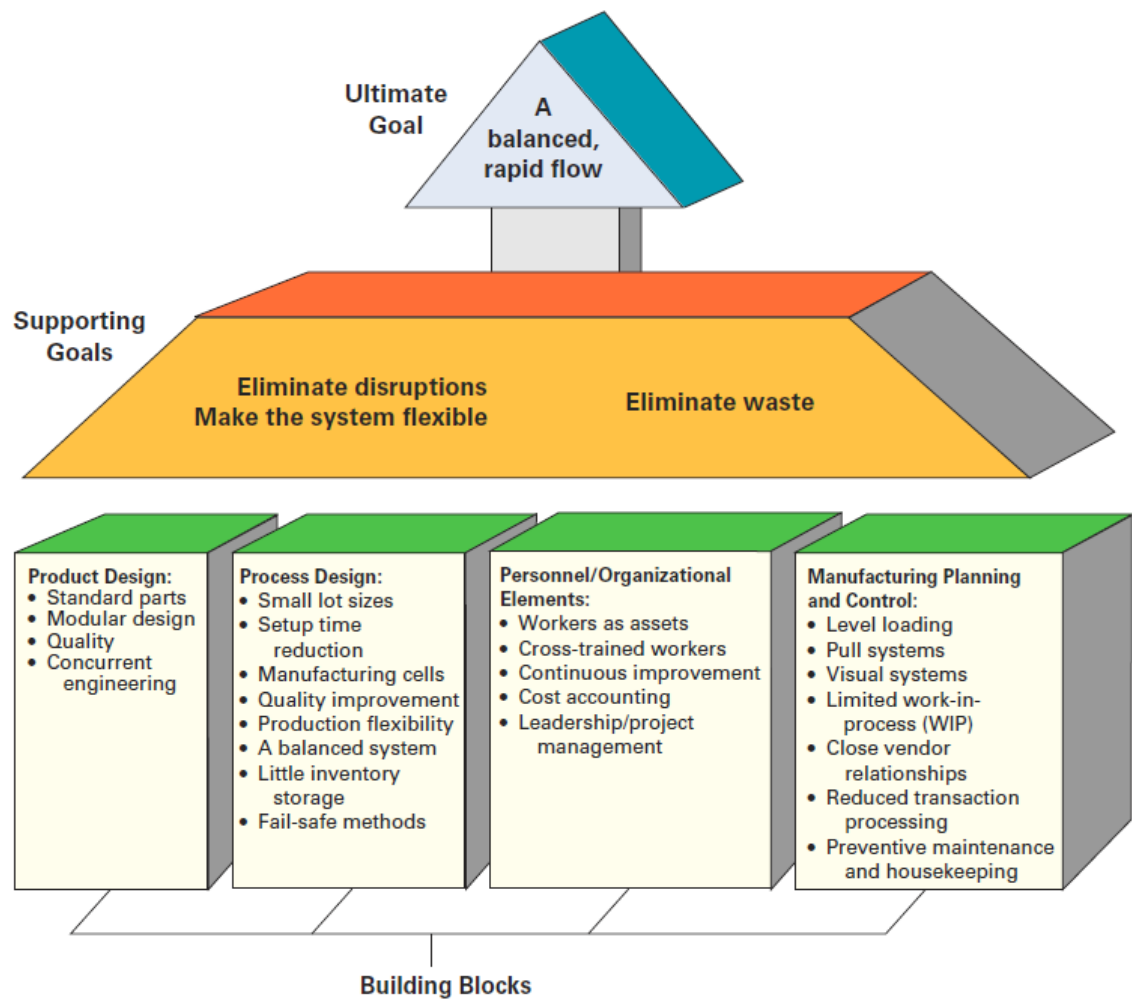 Ultimate
Goal
A
balanced,
rapid flow
Supporting
Goals
Eliminate disruptions
Make the system flexible
Eliminate waste
Product Design:
• Standard parts
• Modular design
• Quality
• Concurrent
engineering
Process Design:
• Small lot sizes
• Setup time
reduction
• Manufacturing cells
• Quality improvement
• Production flexibility
• A balanced system
• Little inventory
storage
• Fail-safe methods
Personnel/Organizational
Elements:
• Workers as assets
• Cross-trained workers
• Continuous improvement
• Cost accounting
• Leadership/project
management
Manufacturing Planning
and Control:
• Level loading
• Pull systems
• Visual systems
• Limited work-in-
process (WIP)
• Close vendor
relationships
• Reduced transaction
processing
• Preventive maintenance
and housekeeping
Building Blocks